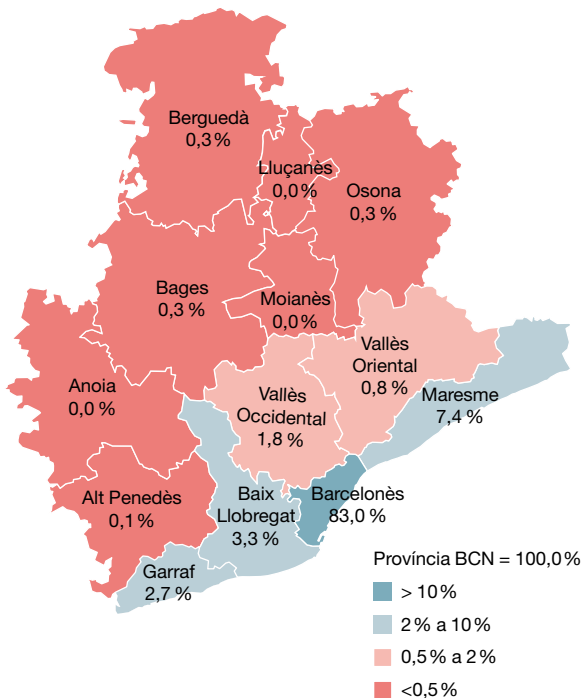 Berguedà
0,3 %
Lluçanès
0,0 %
Osona
0,3 %
Bages
0,3 %
Moianès
0,0 %
Vallès
Oriental
0,8 %
Anoia
0,0 %
Vallès
Occidental
1,8 %
Maresme
7,4 %
Alt Penedès
0,1 %
Baix
Llobregat
3,3 %
Barcelonès
83,0 %
Garraf
2,7 %
Província BCN = 100,0 %
> 10 %
2 % a 10 %
0,5 % a 2 %
<0,5 %